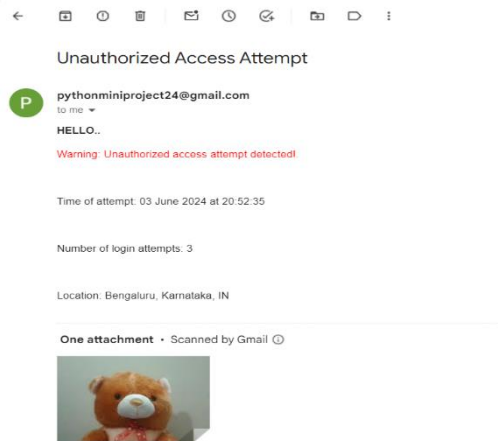 Unauthorized Access Attempt
P
pythonminiproject24@gmail.com
to me
HELLO..
Warning: Unauthorized access attempt detected!
Time of attempt: 03 June 2024 at 20:52:35
Number of login attempts: 3
Location: Bengaluru, Karnataka, IN
One attachment • Scanned by Gmail